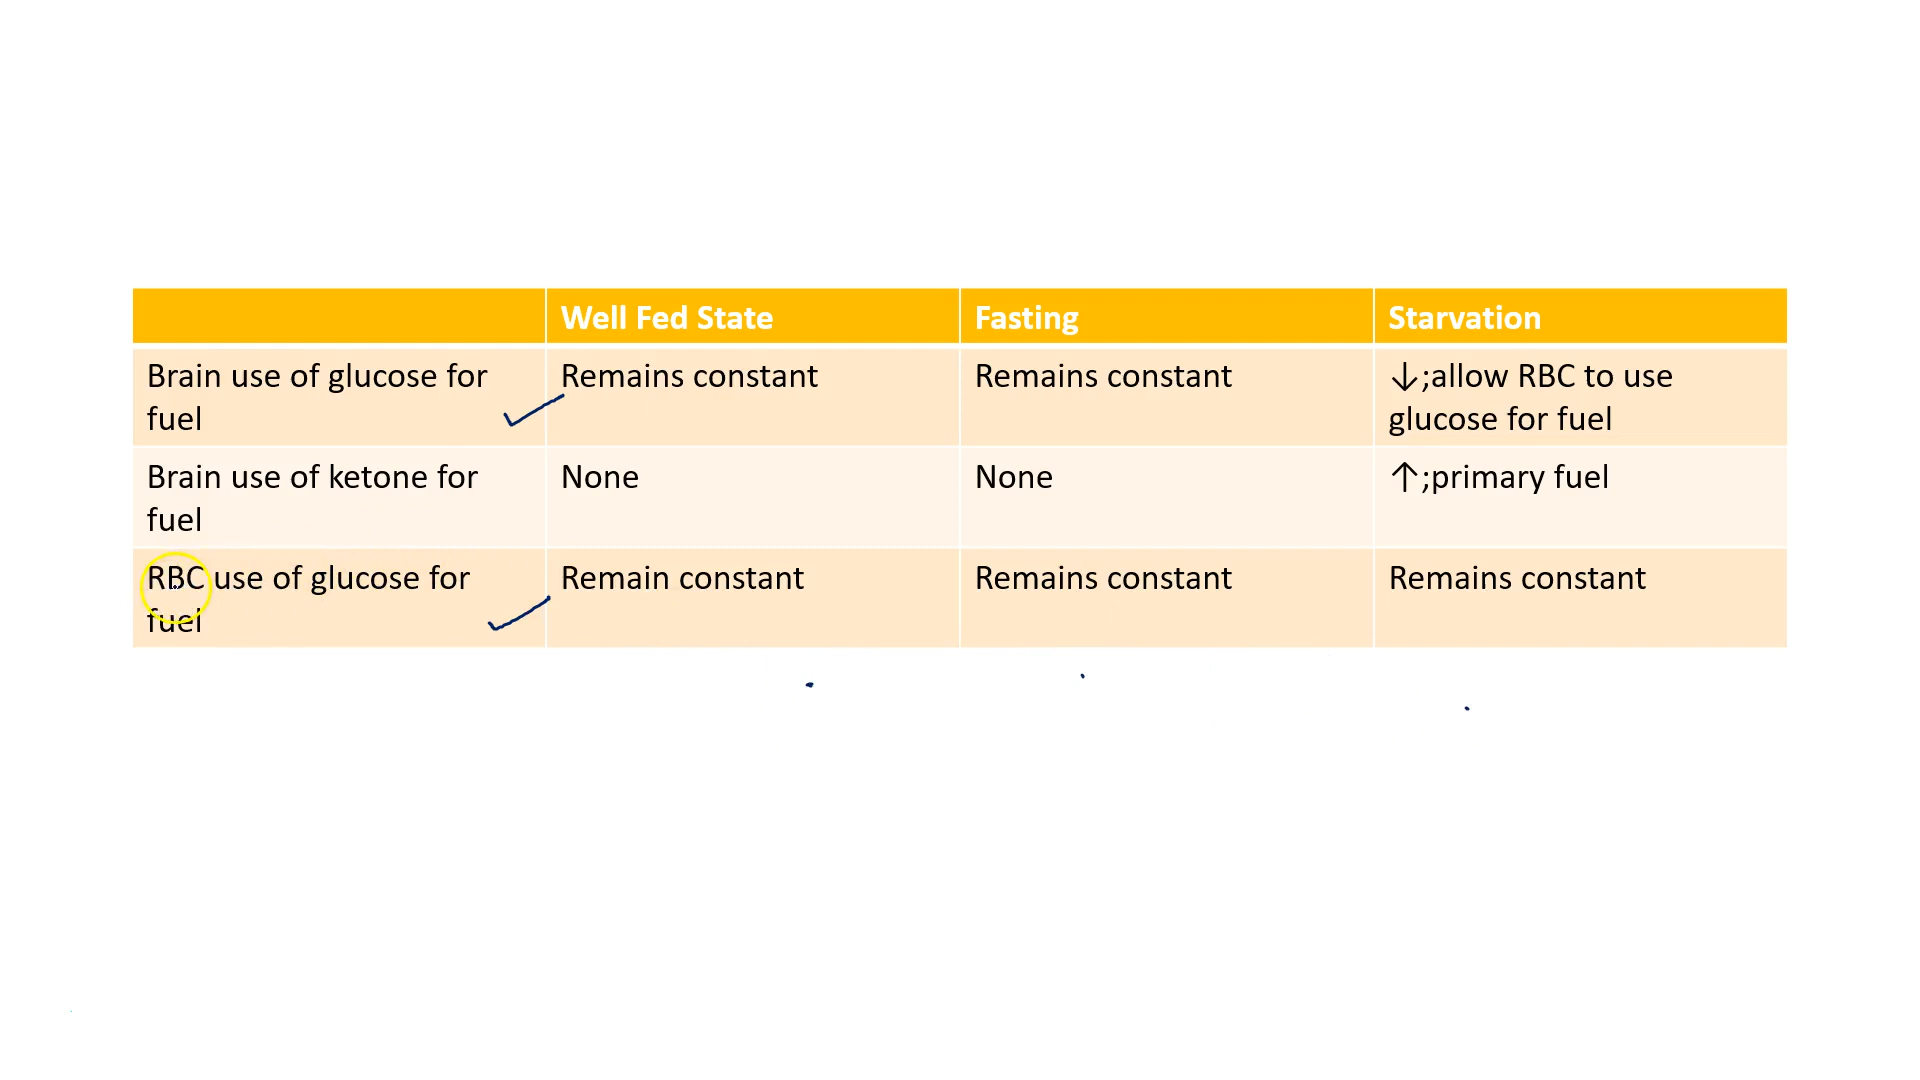 Well Fed State Fasting Starvation
Brain use of glucose for Remains constant Remains constant ↓;allow RBC to use
fuel glucose for fuel
Brain use of ketone for None None ↑;primary fuel
fuel
RBC use of glucose for Remain constant Remains constant Remains constant
fuel